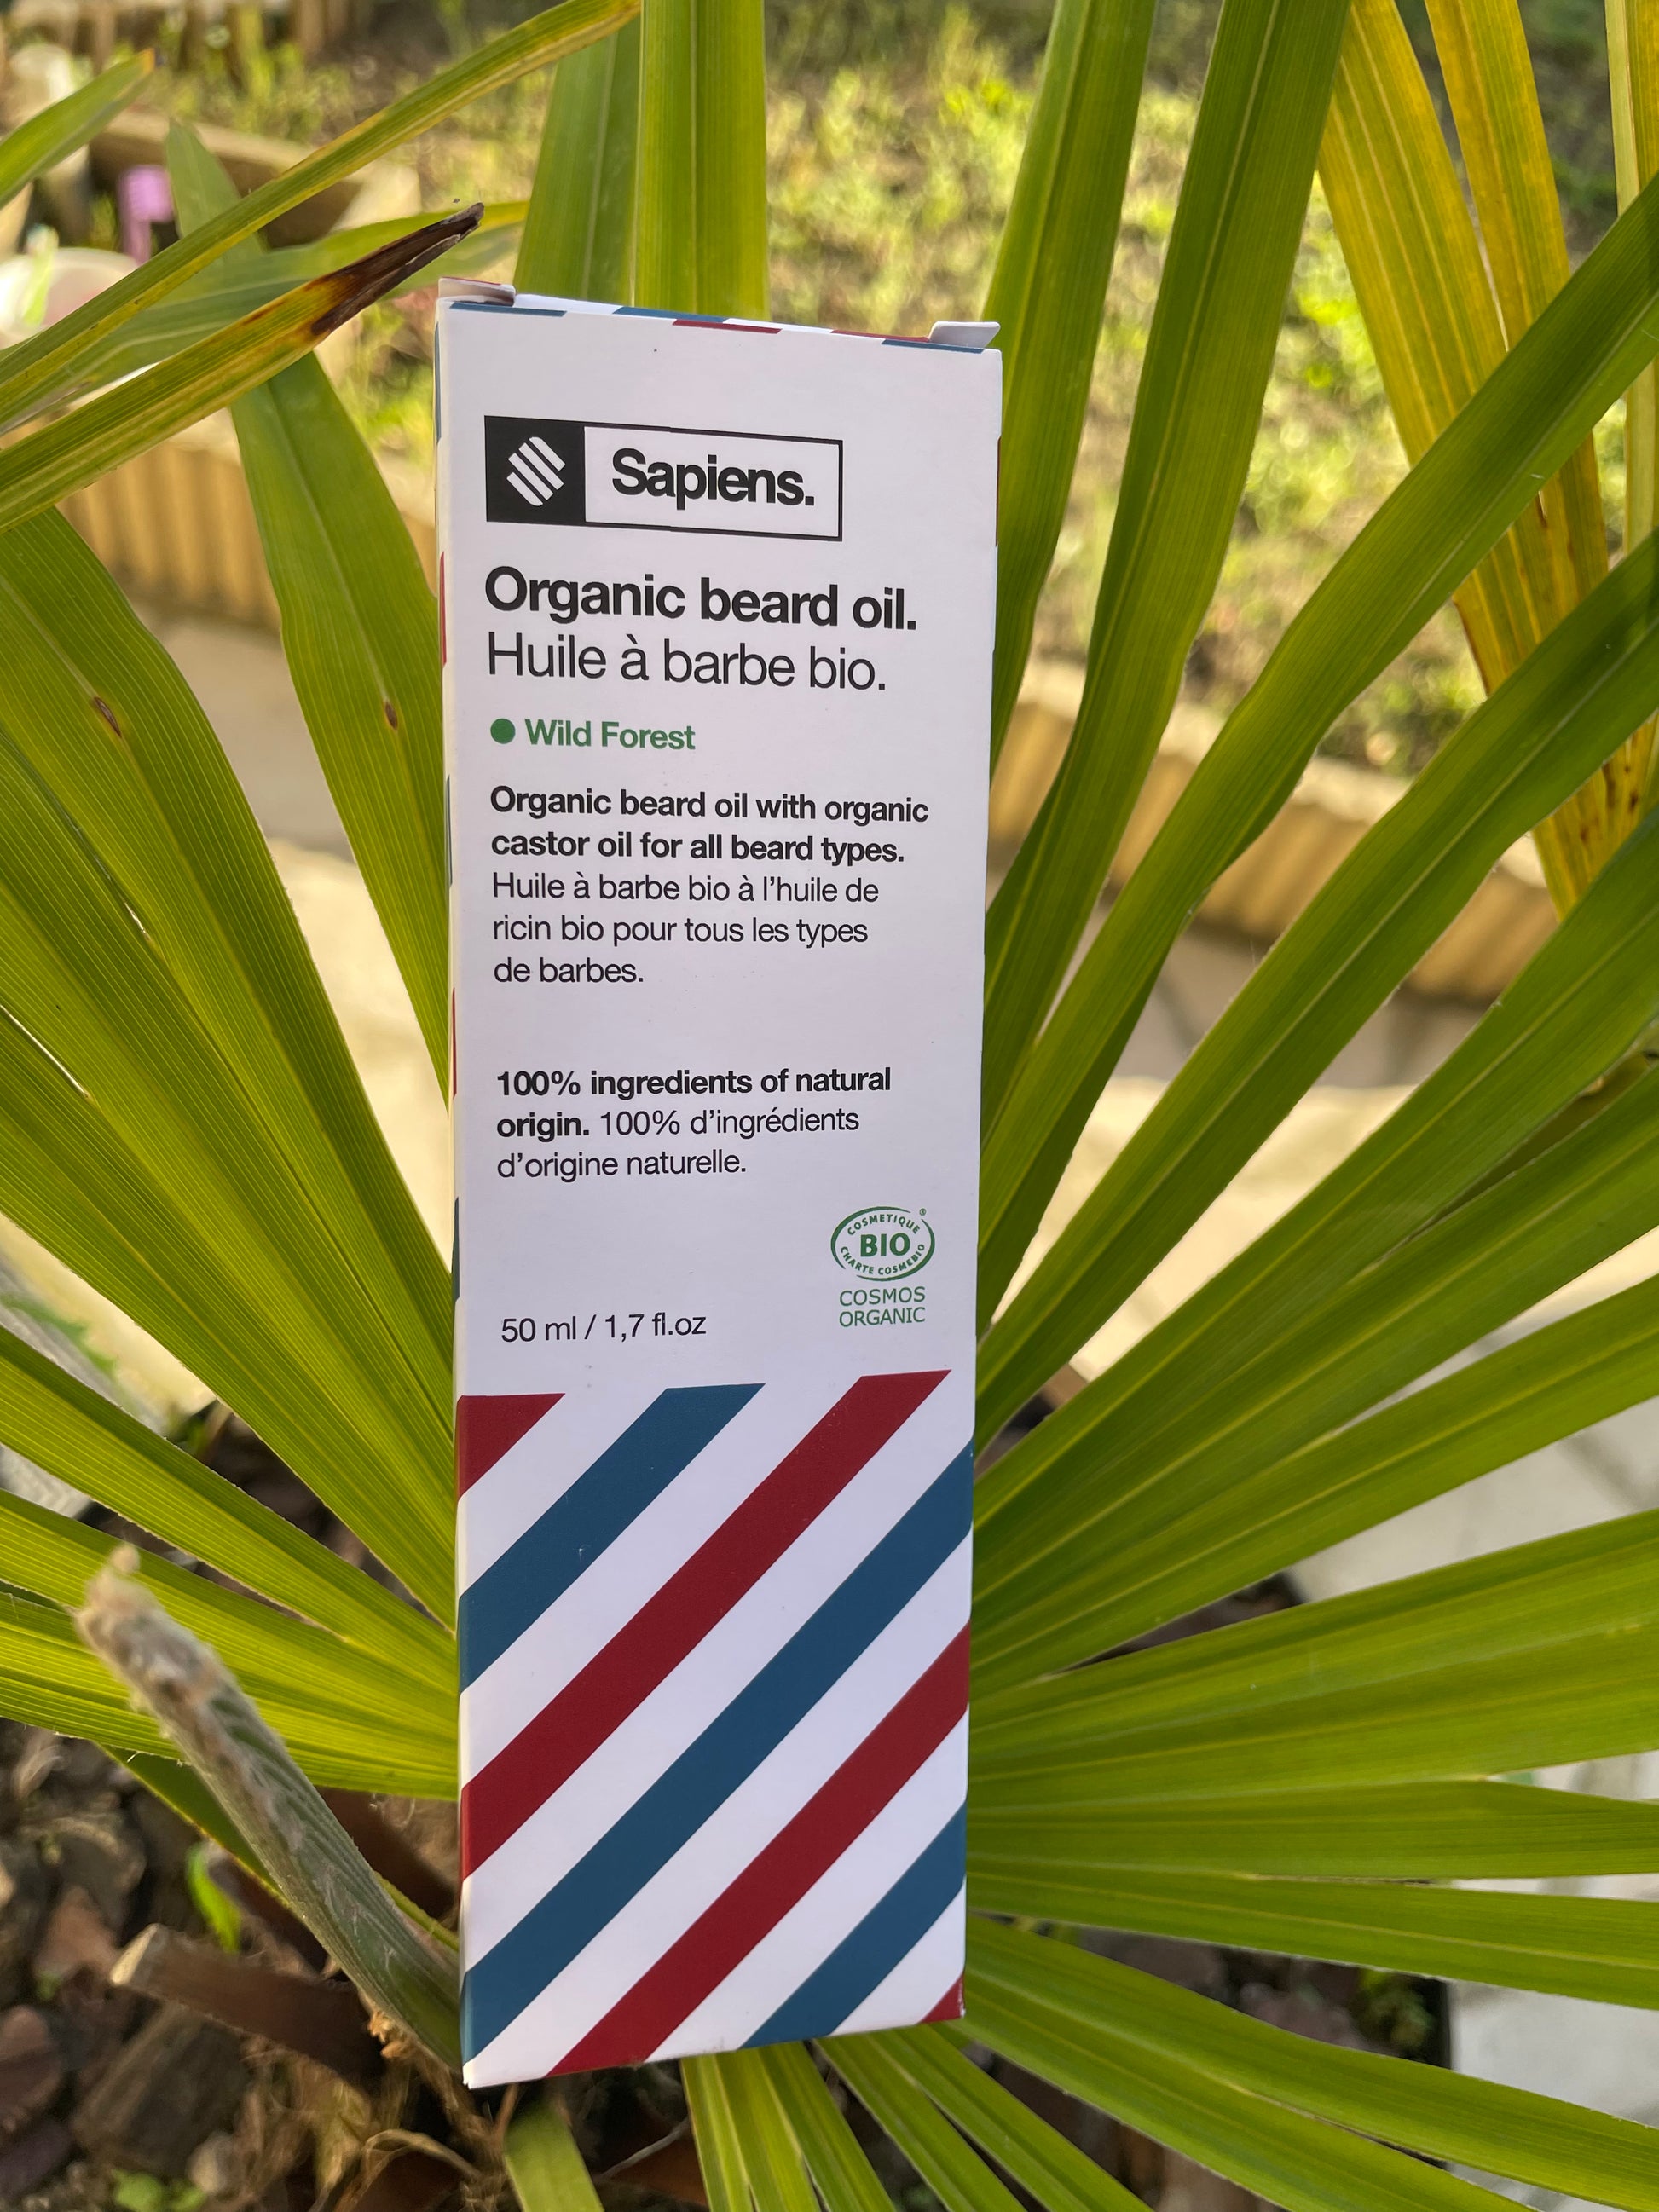 Sapiens.
Organic beard oil.
Huile à barbe bio.
Wild Forest
Organic beard oil with organic
castor oil for all beard types.
Huile à barbe bio à l'huile de
ricin bio pour tous les types
de barbes.
100% ingredients of natural
origin. 100% d'ingrédients
d'origine naturelle.
COSMETIQUE ®
BIO
CHARTE COSMEBIO
COSMOS
ORGANIC
50 ml / 1,7 fl.oz